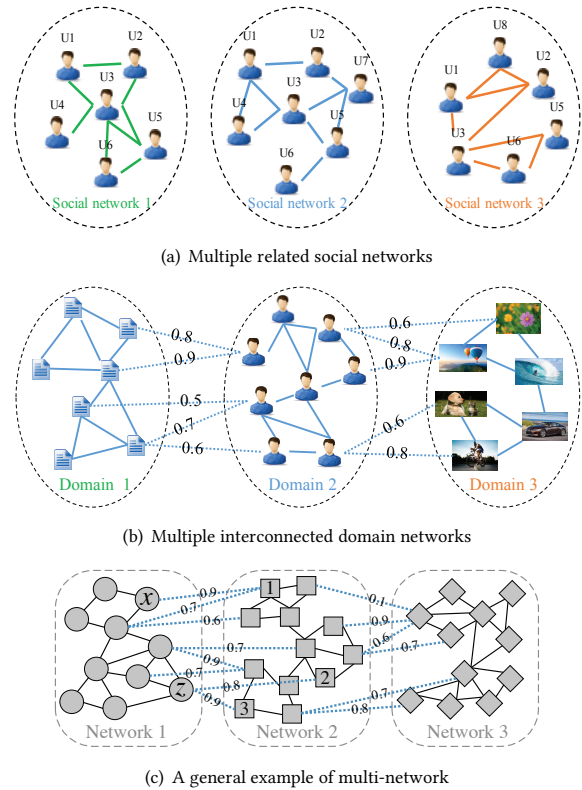 U1 U2 U3 U4 U5 U6
Social network 1
U1 U2 U7 U3 U4 U5 U6
Social network 2
U8 U2 U1 U5 U3 U6
Social network 3
(a) Multiple related social networks
0.8
0.9
0.5
0.7
0.6
0.6
0.8
0.9
0.6
0.8
Domain 1
Domain 2
Domain 3
(b) Multiple interconnected domain networks
x
z
1
2
3
0.9
0.7
0.6
0.7
0.9
0.7
0.8
0.9
0.1
0.9
0.6
0.7
0.7
0.8
Network 1
Network 2
Network 3
(c) A general example of multi-network